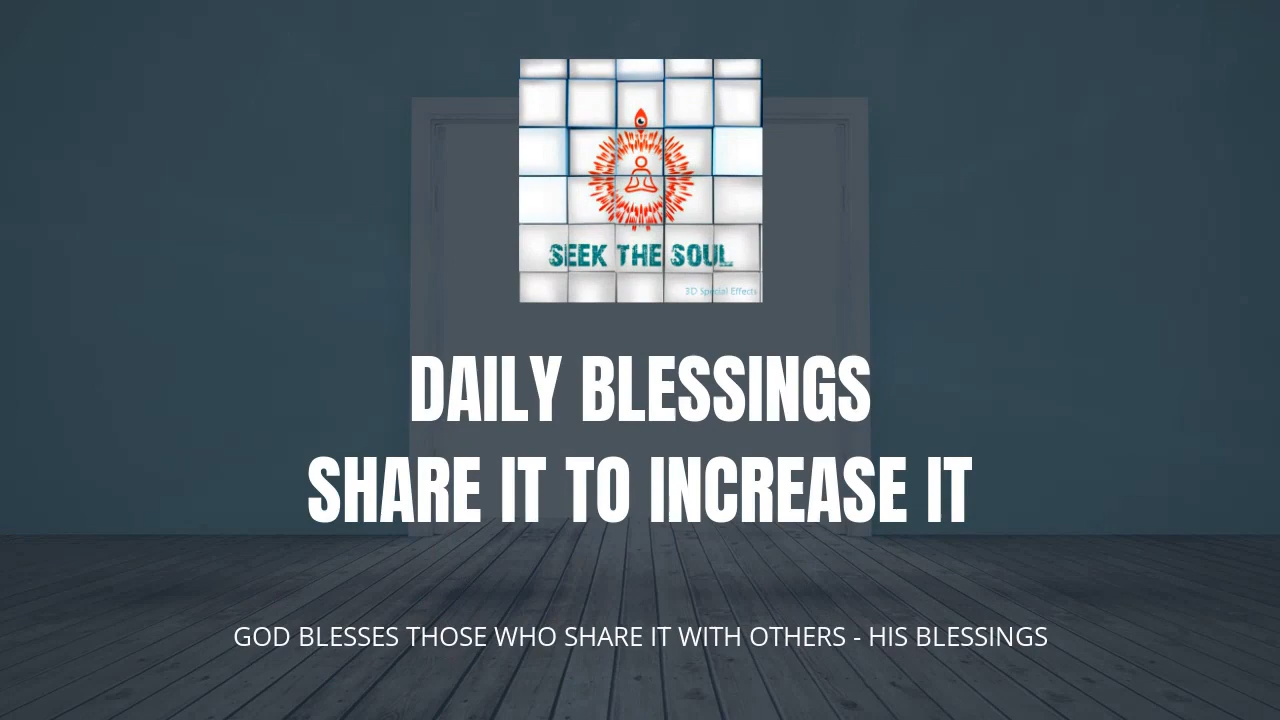 SEEK THE SOUL
3D Special Effects
DAILY BLESSINGS
SHARE IT TO INCREASE IT
GOD BLESSES THOSE WHO SHARE IT WITH OTHERS - HIS BLESSINGS